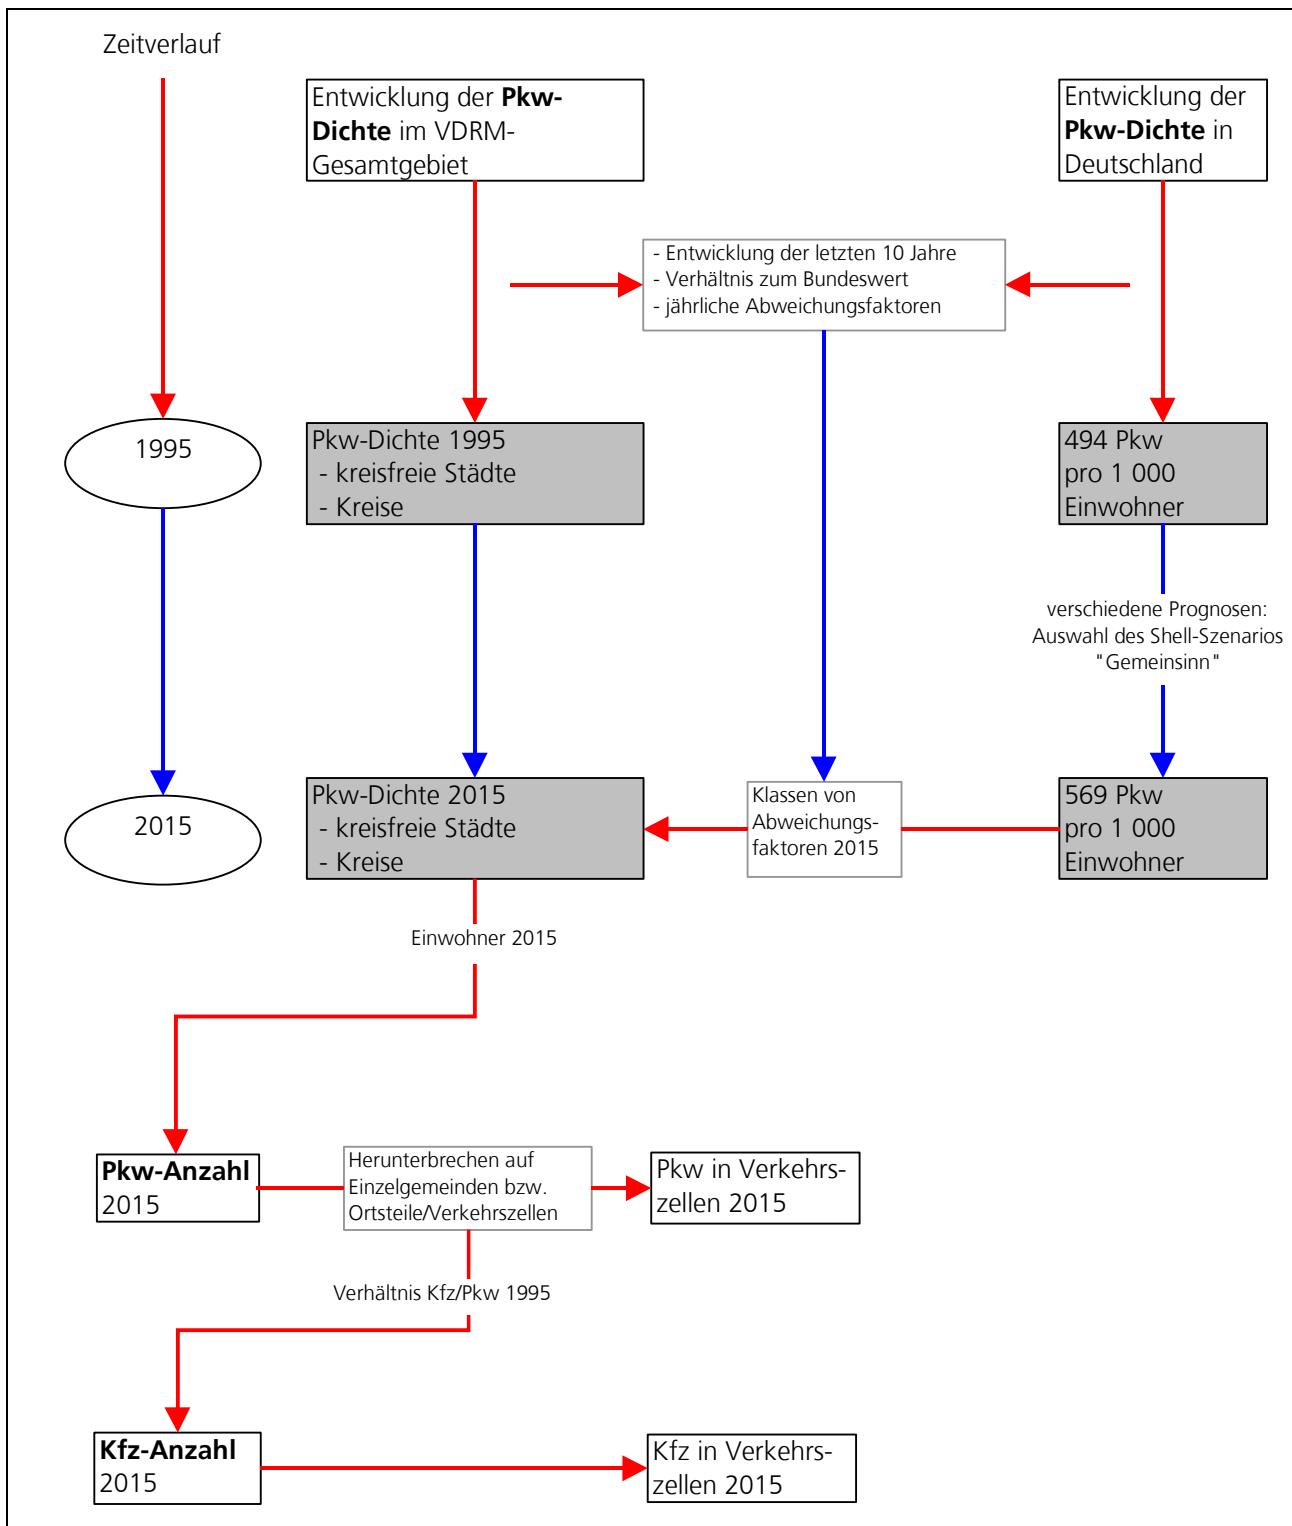 Zeitverlauf
Entwicklung der Pkw-
Dichte im VDRM-
Gesamtgebiet
Entwicklung der
Pkw-Dichte in
Deutschland
- Entwicklung der letzten 10 Jahre
- Verhältnis zum Bundeswert
- jährliche Abweichungsfaktoren
1995
Pkw-Dichte 1995
- kreisfreie Städte
- Kreise
494 Pkw
pro 1 000
Einwohner
verschiedene Prognosen:
Auswahl des Shell-Szenarios
"Gemeinsinn"
2015
Pkw-Dichte 2015
- kreisfreie Städte
- Kreise
Klassen von
Abweichungs-
faktoren 2015
569 Pkw
pro 1 000
Einwohner
Einwohner 2015
Pkw-Anzahl
2015
Herunterbrechen auf
Einzelgemeinden bzw.
Ortsteile/Verkehrszellen
Pkw in Verkehrs-
zellen 2015
Verhältnis Kfz/Pkw 1995
Kfz-Anzahl
2015
Kfz in Verkehrs-
zellen 2015